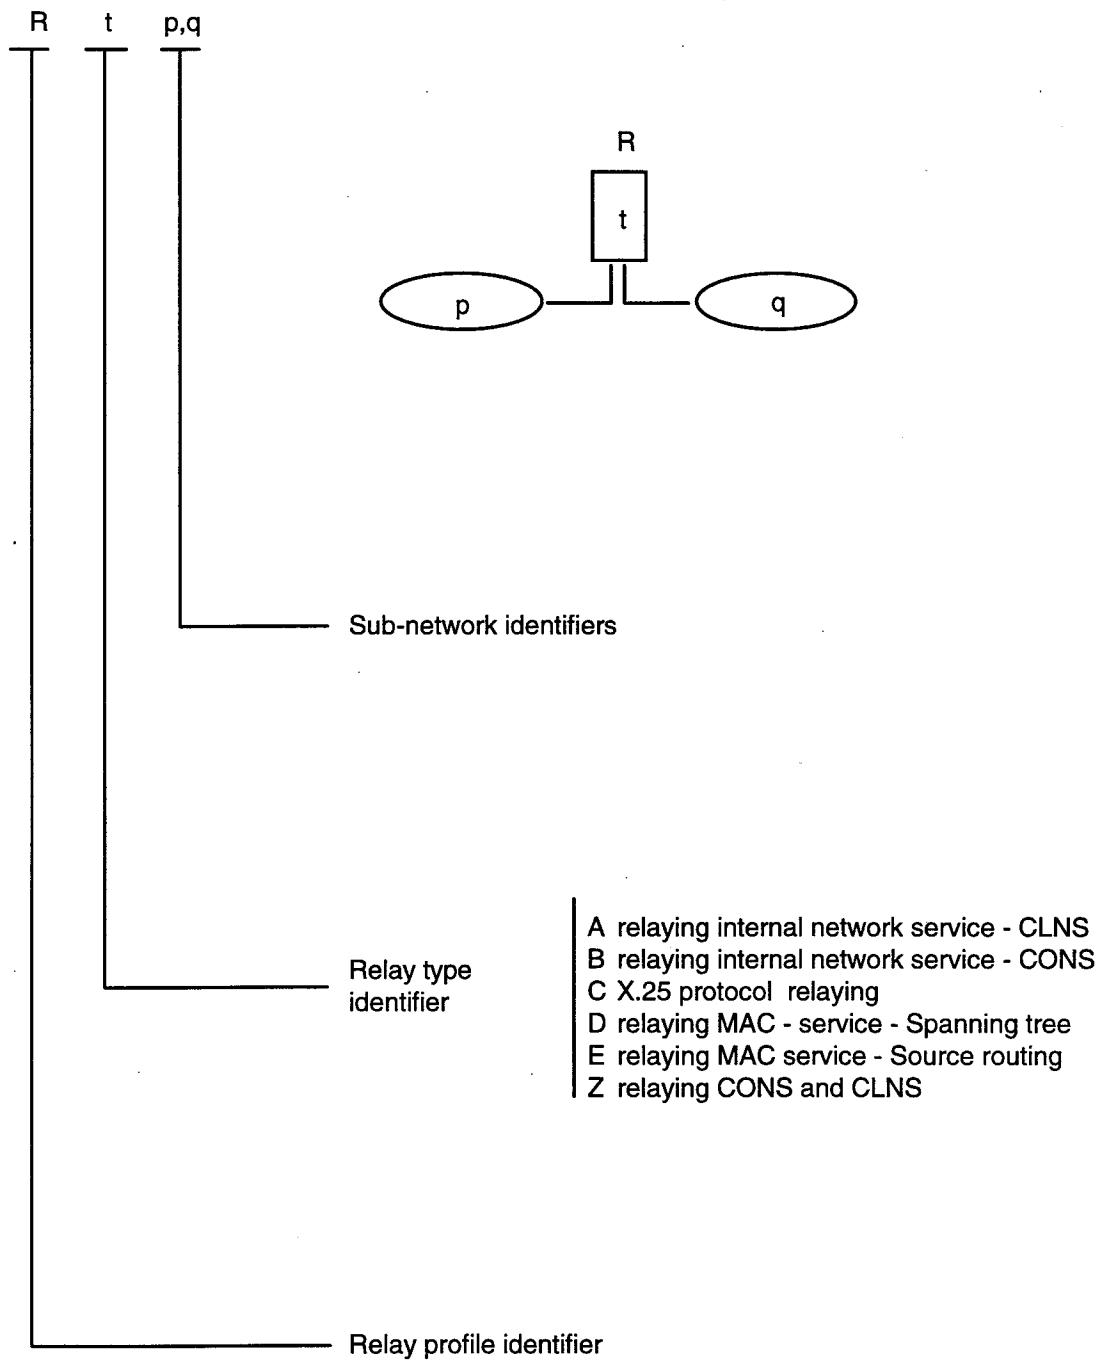 R t p,q
R
t
p q
Sub-network identifiers
Relay type
identifier
A relaying internal network service - CLNS
B relaying internal network service - CONS
C X.25 protocol relaying
D relaying MAC - service - Spanning tree
E relaying MAC service - Source routing
Z relaying CONS and CLNS
Relay profile identifier